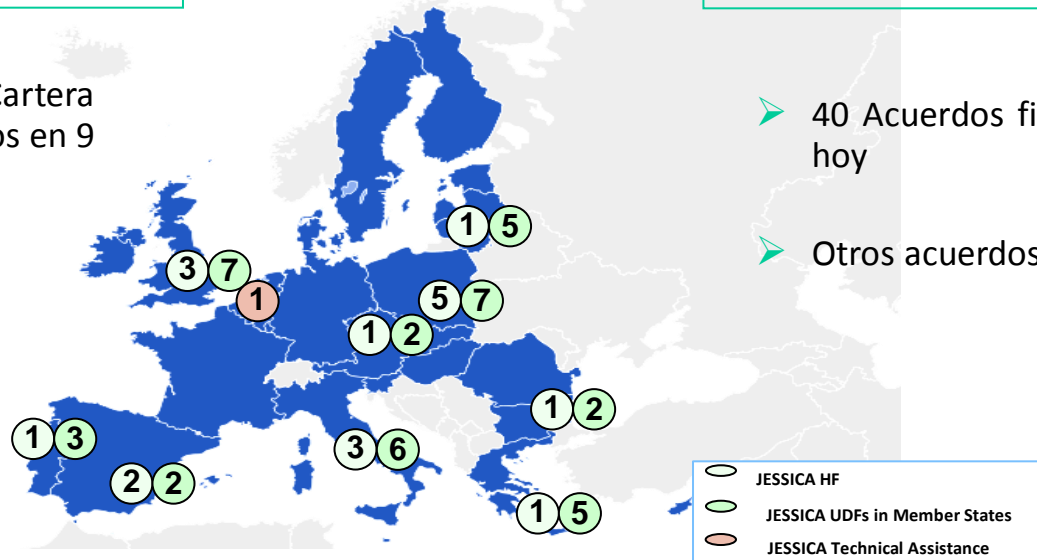 Cartera
os en 9
40 Acuerdos fi
hoy
Otros acuerdos
1 5
3 7
1
5 7
1 2
1 2
1 3
3 6
2 2
1 5
JESSICA HF
JESSICA UDFs in Member States
JESSICA Technical Assistance